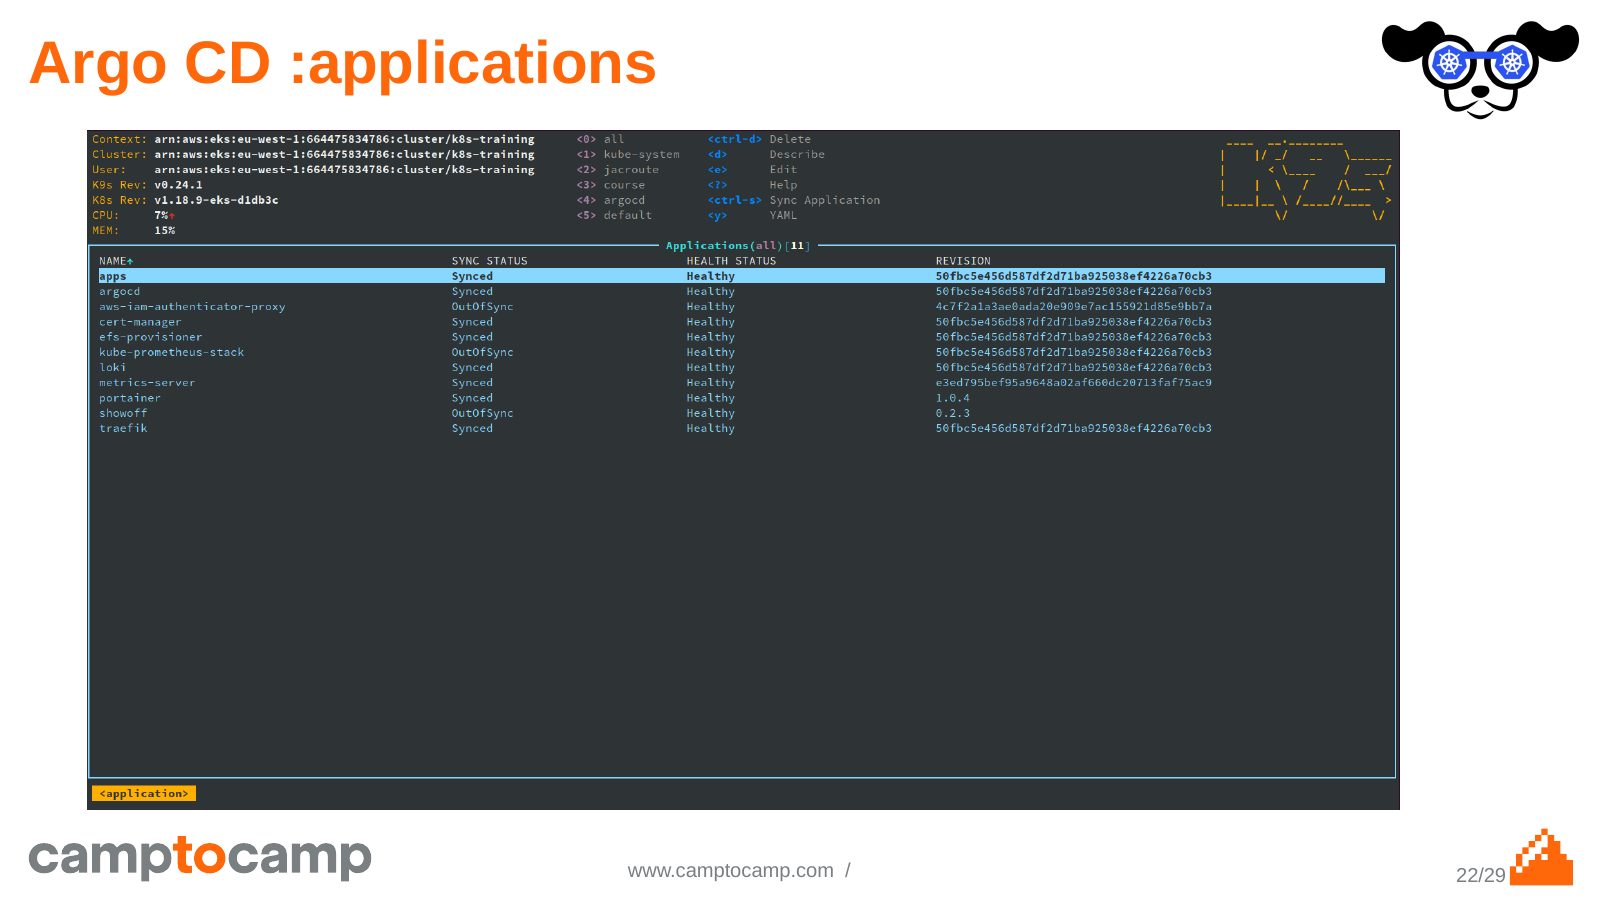 Argo CD :applications
Context: arn:aws:eks:eu-west-1:664475834786:cluster/k8s-training <0> all <ctrl-d> Delete
Cluster: arn:aws:eks:eu-west-1:664475834786:cluster/k8s-training <1> kube-system <d> Describe
User: arn:aws:eks:eu-west-1:664475834786:cluster/k8s-training <2> jacroute <e> Edit
K9s Rev: v0.24.1 <3> course <?> Help
K8s Rev: v1.18.9-eks-d1db3c <4> argocd <ctrl-s> Sync Application
CPU: 7%↑ <5> default <y> YAML
MEM: 15%
Applications(all)[11]
NAME↑ SYNC STATUS HEALTH STATUS REVISION
apps Synced Healthy 50fbc5e456d587df2d71ba925038ef4226a70cb3
argocd Synced Healthy 50fbc5e456d587df2d71ba925038ef4226a70cb3
aws-iam-authenticator-proxy OutOfSync Healthy 4c7f2a1a3ae0ada20e909e7ac155921d85e9bb7a
cert-manager Synced Healthy 50fbc5e456d587df2d71ba925038ef4226a70cb3
efs-provisioner Synced Healthy 50fbc5e456d587df2d71ba925038ef4226a70cb3
kube-prometheus-stack OutOfSync Healthy 50fbc5e456d587df2d71ba925038ef4226a70cb3
loki Synced Healthy 50fbc5e456d587df2d71ba925038ef4226a70cb3
metrics-server Synced Healthy e3ed795bef95a9648a02af660dc20713faf75ac9
portainer Synced Healthy 1.0.4
showoff OutOfSync Healthy 0.2.3
traefik Synced Healthy 50fbc5e456d587df2d71ba925038ef4226a70cb3
<application>
camptocamp
www.camptocamp.com /
22/29